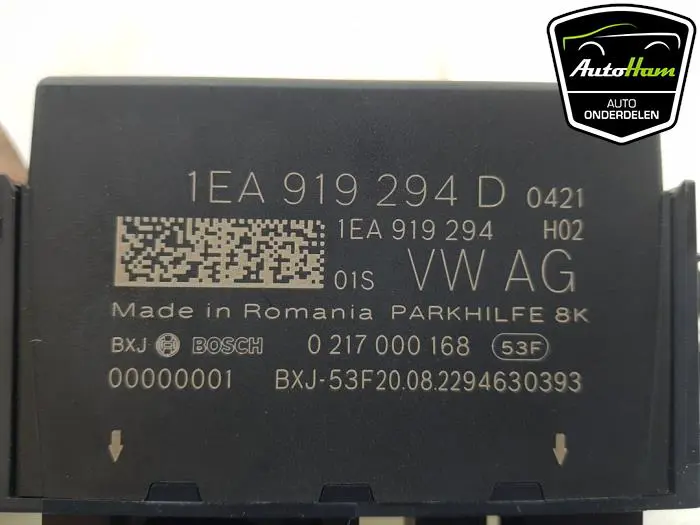 AutoHam
AUTO
ONDERDELEN
1EA 919 294 D 0421
1EA 919 294 H02
01S VW AG
Made in Romania PARKHILFE 8K
BXJ BOSCH 0 217 000 168 53F
00000001 BXJ-53F20.08.2294630393